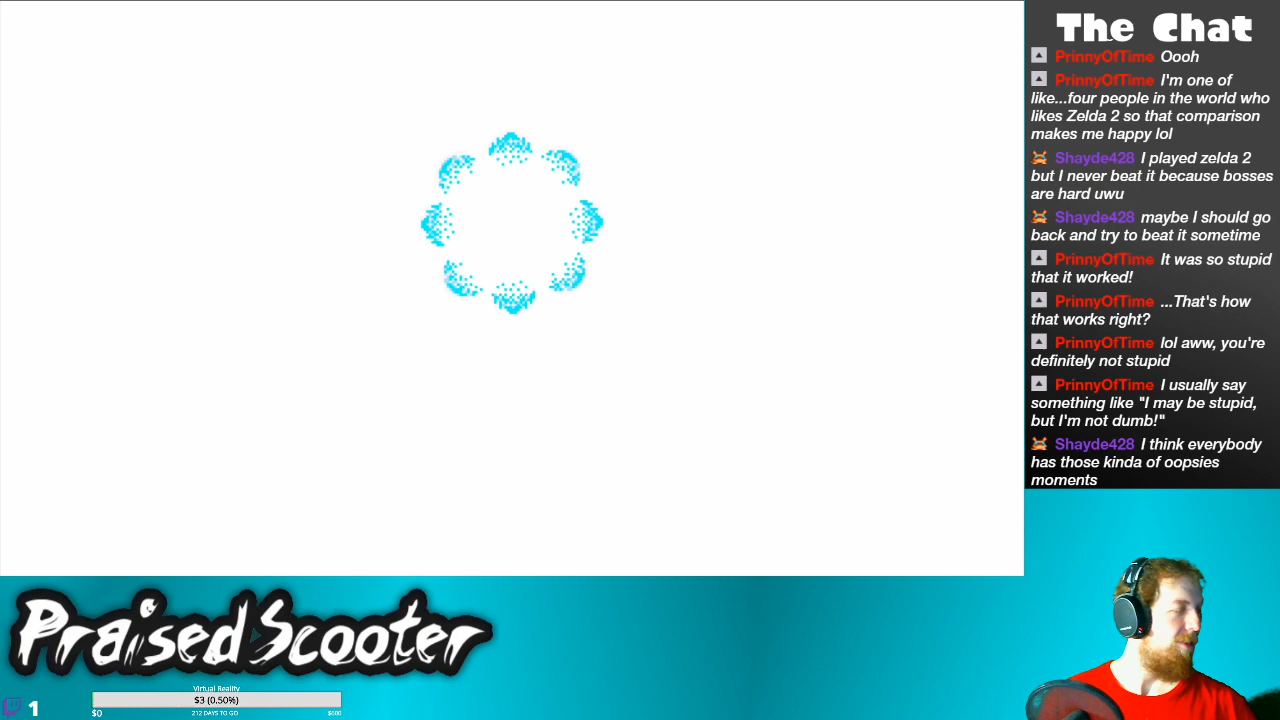 The Chat
PrinnyOfTime Oooh
PrinnyOfTime I'm one of
like...four people in the world who
likes Zelda 2 so that comparison
makes me happy lol
Shayde428 I played zelda 2
but I never beat it because bosses
are hard uwu
Shayde428 maybe I should go
back and try to beat it sometime
PrinnyOfTime It was so stupid
that it worked!
PrinnyOfTime ...That's how
that works right?
PrinnyOfTime lol aww, you're
definitely not stupid
PrinnyOfTime I usually say
something like "I may be stupid,
but I'm not dumb!"
Shayde428 I think everybody
has those kinda of oopsies
moments
PraisedScooter
Virtual Reality
$3 (0.50%)
$0 212 DAYS TO GO $600
1